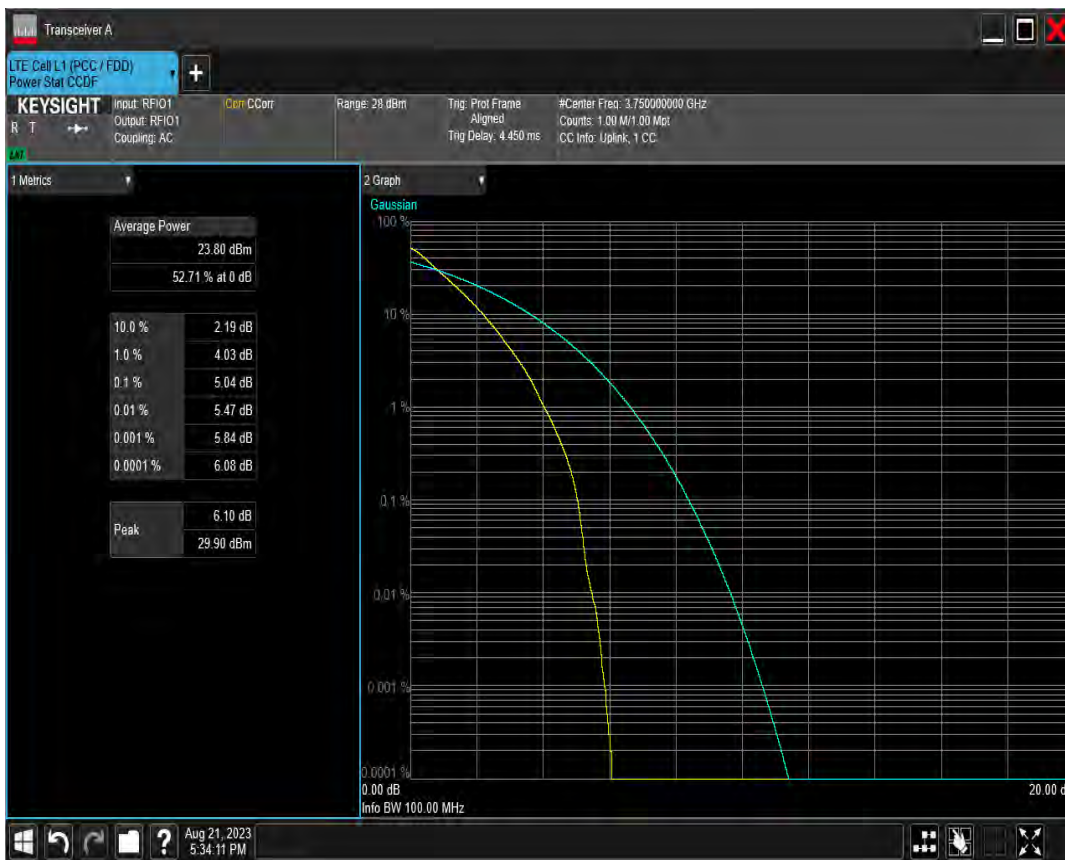 Transceiver A
LTE Cell L1 (PCC / FDD)
Power Stat CCDF
+
KEYSIGHT
R T
LNI
Input: RFIO1
Output: RFIO1
Coupling: AC
Corr CCorr
Range: 28 dBm
Trig: Prot Frame
Aligned
Trig Delay: 4.450 ms
#Center Freq: 3.750000000 GHz
Counts: 1.00 M/1.00 Mpt
CC Info: Uplink, 1 CC
1 Metrics
Average Power
23.80 dBm
52.71 % at 0 dB
10.0 % 2.19 dB
1.0 % 4.03 dB
0.1 % 5.04 dB
0.01 % 5.47 dB
0.001 % 5.84 dB
0.0001 % 6.08 dB
Peak
6.10 dB
29.90 dBm
2 Graph
Gaussian
100 %
10 %
1 %
0.1 %
0.01 %
0.001 %
0.0001 %
0.00 dB
20.00 d
Info BW 100.00 MHz
?
Aug 21, 2023
5:34:11 PM